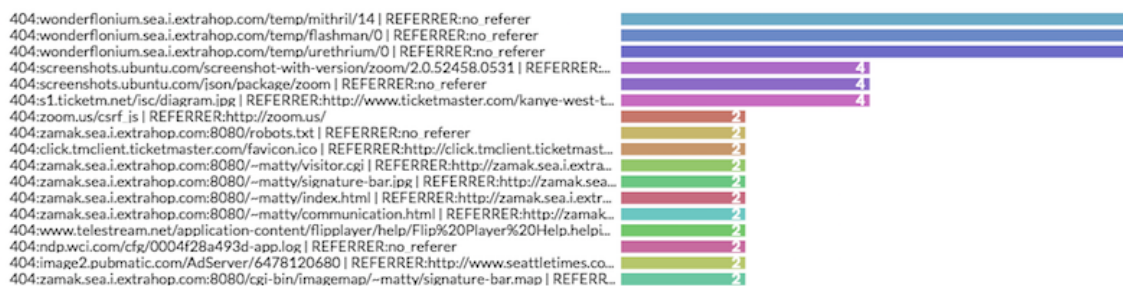 404:wonderflonium.sea.i.extrahop.com/temp/mithril/14 | REFERRER:no_referer
404:wonderflonium.sea.i.extrahop.com/temp/flashman/0 | REFERRER:no_referer
404:wonderflonium.sea.i.extrahop.com/temp/urethrium/0 | REFERRER:no_referer
404:screenshots.ubuntu.com/screenshot-with-version/zoom/2.0.52458.0531 | REFERRER:... 4
404:screenshots.ubuntu.com/json/package/zoom | REFERRER:no_referer 4
404:s1.ticketm.net/isc/diagram.jpg | REFERRER:http://www.ticketmaster.com/kanye-west-t... 4
404:zoom.us/csrf_js | REFERRER:http://zoom.us/ 2
404:zamak.sea.i.extrahop.com:8080/robots.txt | REFERRER:no_referer 2
404:click.tmclient.ticketmaster.com/favicon.ico | REFERRER:http://click.tmclient.ticketmast... 2
404:zamak.sea.i.extrahop.com:8080/~matty/visitor.cgi | REFERRER:http://zamak.sea.i.extra... 2
404:zamak.sea.i.extrahop.com:8080/~matty/signature-bar.jpg | REFERRER:http://zamak.sea... 2
404:zamak.sea.i.extrahop.com:8080/~matty/index.html | REFERRER:http://zamak.sea.i.extr... 2
404:zamak.sea.i.extrahop.com:8080/~matty/communication.html | REFERRER:http://zamak... 2
404:www.telestream.net/application-content/flipplayer/help/Flip%20Player%20Help.helpi... 2
404:ndp.wci.com/cfg/0004f28a493d-app.log | REFERRER:no_referer 2
404:image2.pubmatic.com/AdServer/6478120680 | REFERRER:http://www.seattletimes.co... 2
404:zamak.sea.i.extrahop.com:8080/cgi-bin/imagemap/~matty/signature-bar.map | REFERR... 2